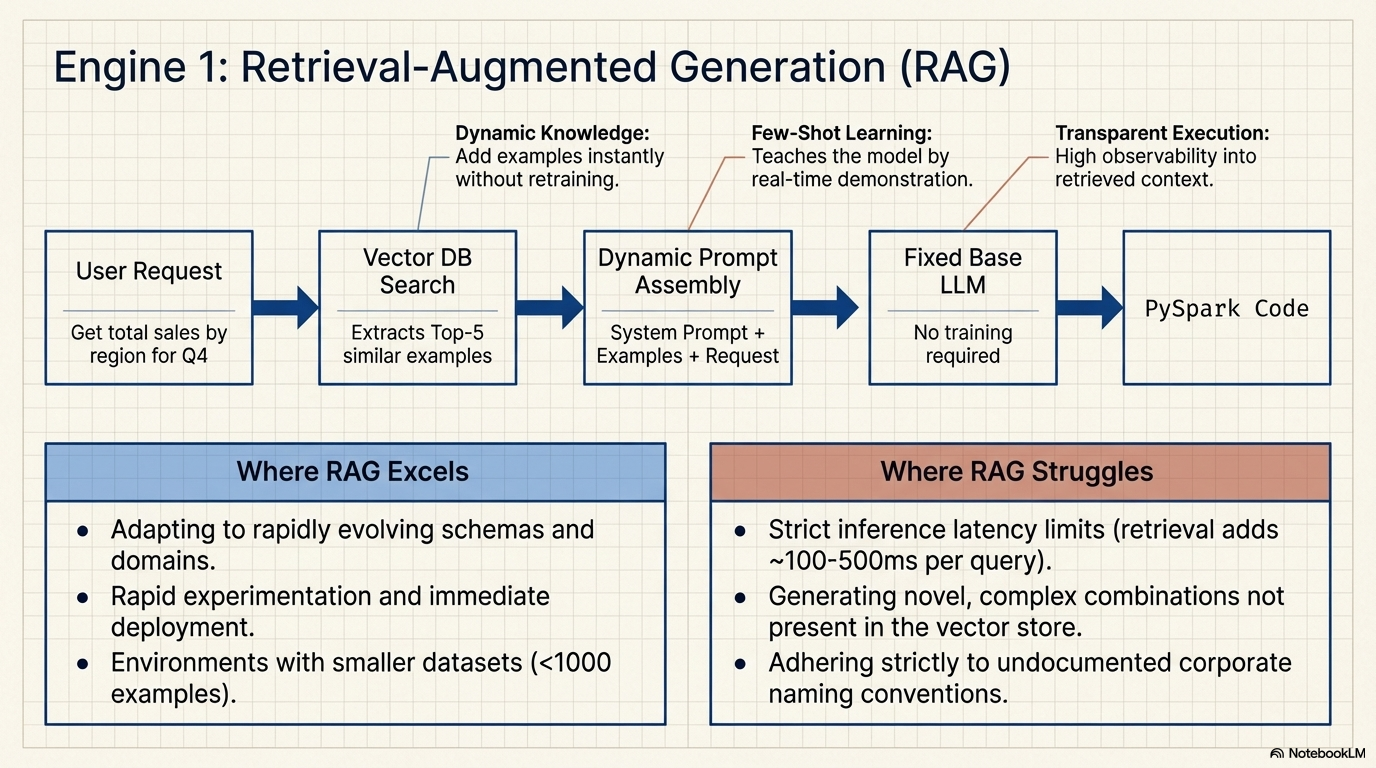 Engine 1: Retrieval-Augmented Generation (RAG)
Dynamic Knowledge:
Add examples instantly
without retraining.
Few-Shot Learning:
Teaches the model by
real-time demonstration.
Transparent Execution:
High observability into
retrieved context.
User Request
Get total sales by
region for Q4
Vector DB
Search
Extracts Top-5
similar examples
Dynamic Prompt
Assembly
System Prompt +
Examples + Request
Fixed Base
LLM
No training
required
PySpark Code
Where RAG Excels
• Adapting to rapidly evolving schemas and
domains.
• Rapid experimentation and immediate
deployment.
• Environments with smaller datasets (<1000
examples).
Where RAG Struggles
• Strict inference latency limits (retrieval adds
~100-500ms per query).
• Generating novel, complex combinations not
present in the vector store.
• Adhering strictly to undocumented corporate
naming conventions.
NotebookLM